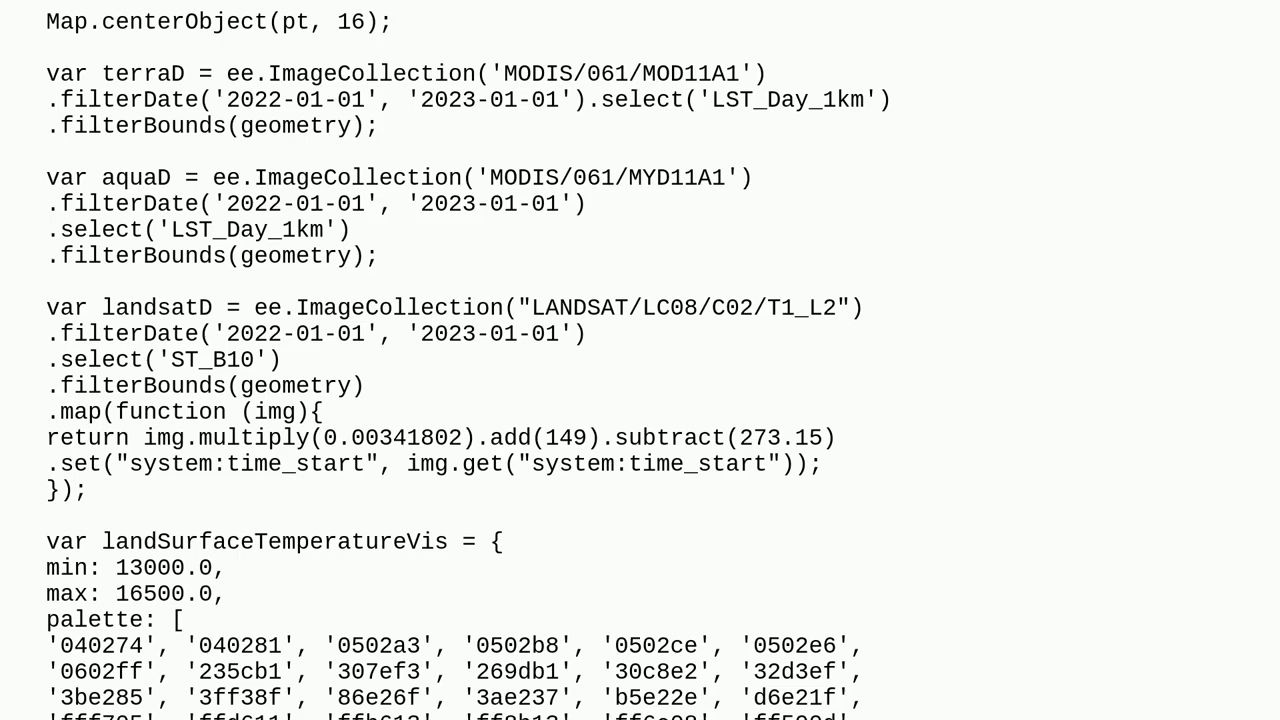 Map.centerObject(pt, 16);
var terraD = ee.ImageCollection('MODIS/061/MOD11A1')
.filterDate('2022-01-01', '2023-01-01').select('LST_Day_1km')
.filterBounds(geometry);
var aquaD = ee.ImageCollection('MODIS/061/MYD11A1')
.filterDate('2022-01-01', '2023-01-01')
.select('LST_Day_1km')
.filterBounds(geometry);
var landsatD = ee.ImageCollection("LANDSAT/LC08/C02/T1_L2")
.filterDate('2022-01-01', '2023-01-01')
.select('ST_B10')
.filterBounds(geometry)
.map(function (img){
return img.multiply(0.00341802).add(149).subtract(273.15)
.set("system:time_start", img.get("system:time_start"));
});
var landSurfaceTemperatureVis = {
min: 13000.0,
max: 16500.0,
palette: [
'040274', '040281', '0502a3', '0502b8', '0502ce', '0502e6',
'0602ff', '235cb1', '307ef3', '269db1', '30c8e2', '32d3ef',
'3be285', '3ff38f', '86e26f', '3ae237', 'b5e22e', 'd6e21f',